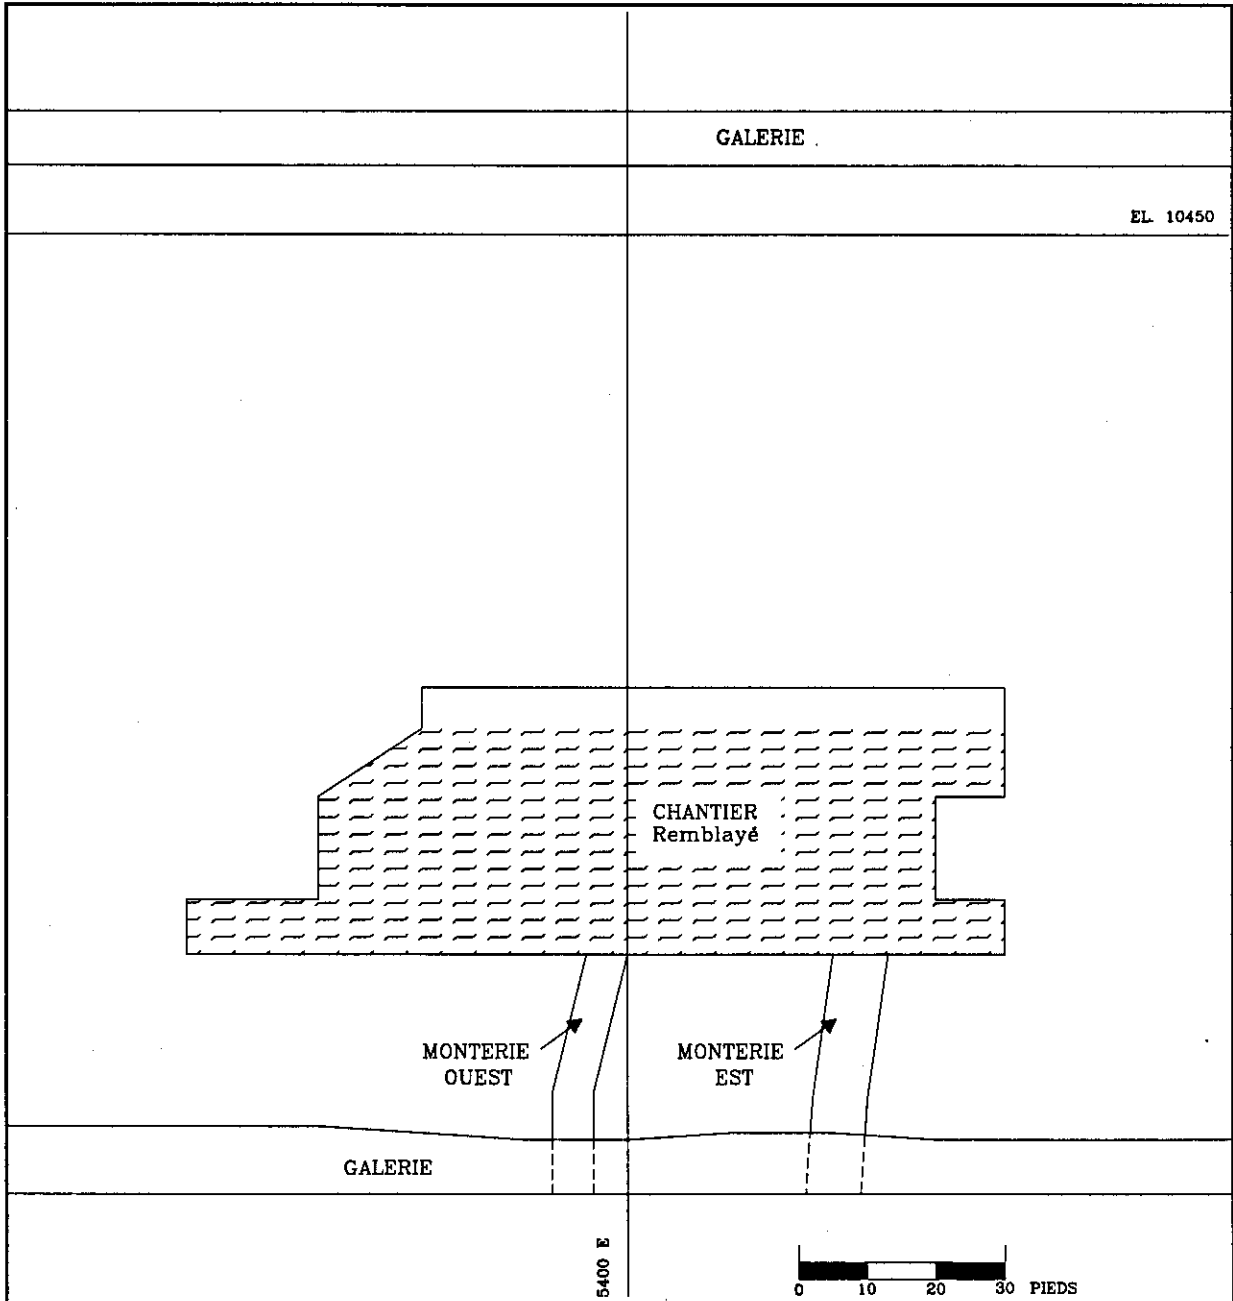 GALERIE
EL. 10450
CHANTIER
Remblayé
MONTERIE
OUEST
MONTERIE
EST
GALERIE
5400 E
0 10 20 30 PIEDS